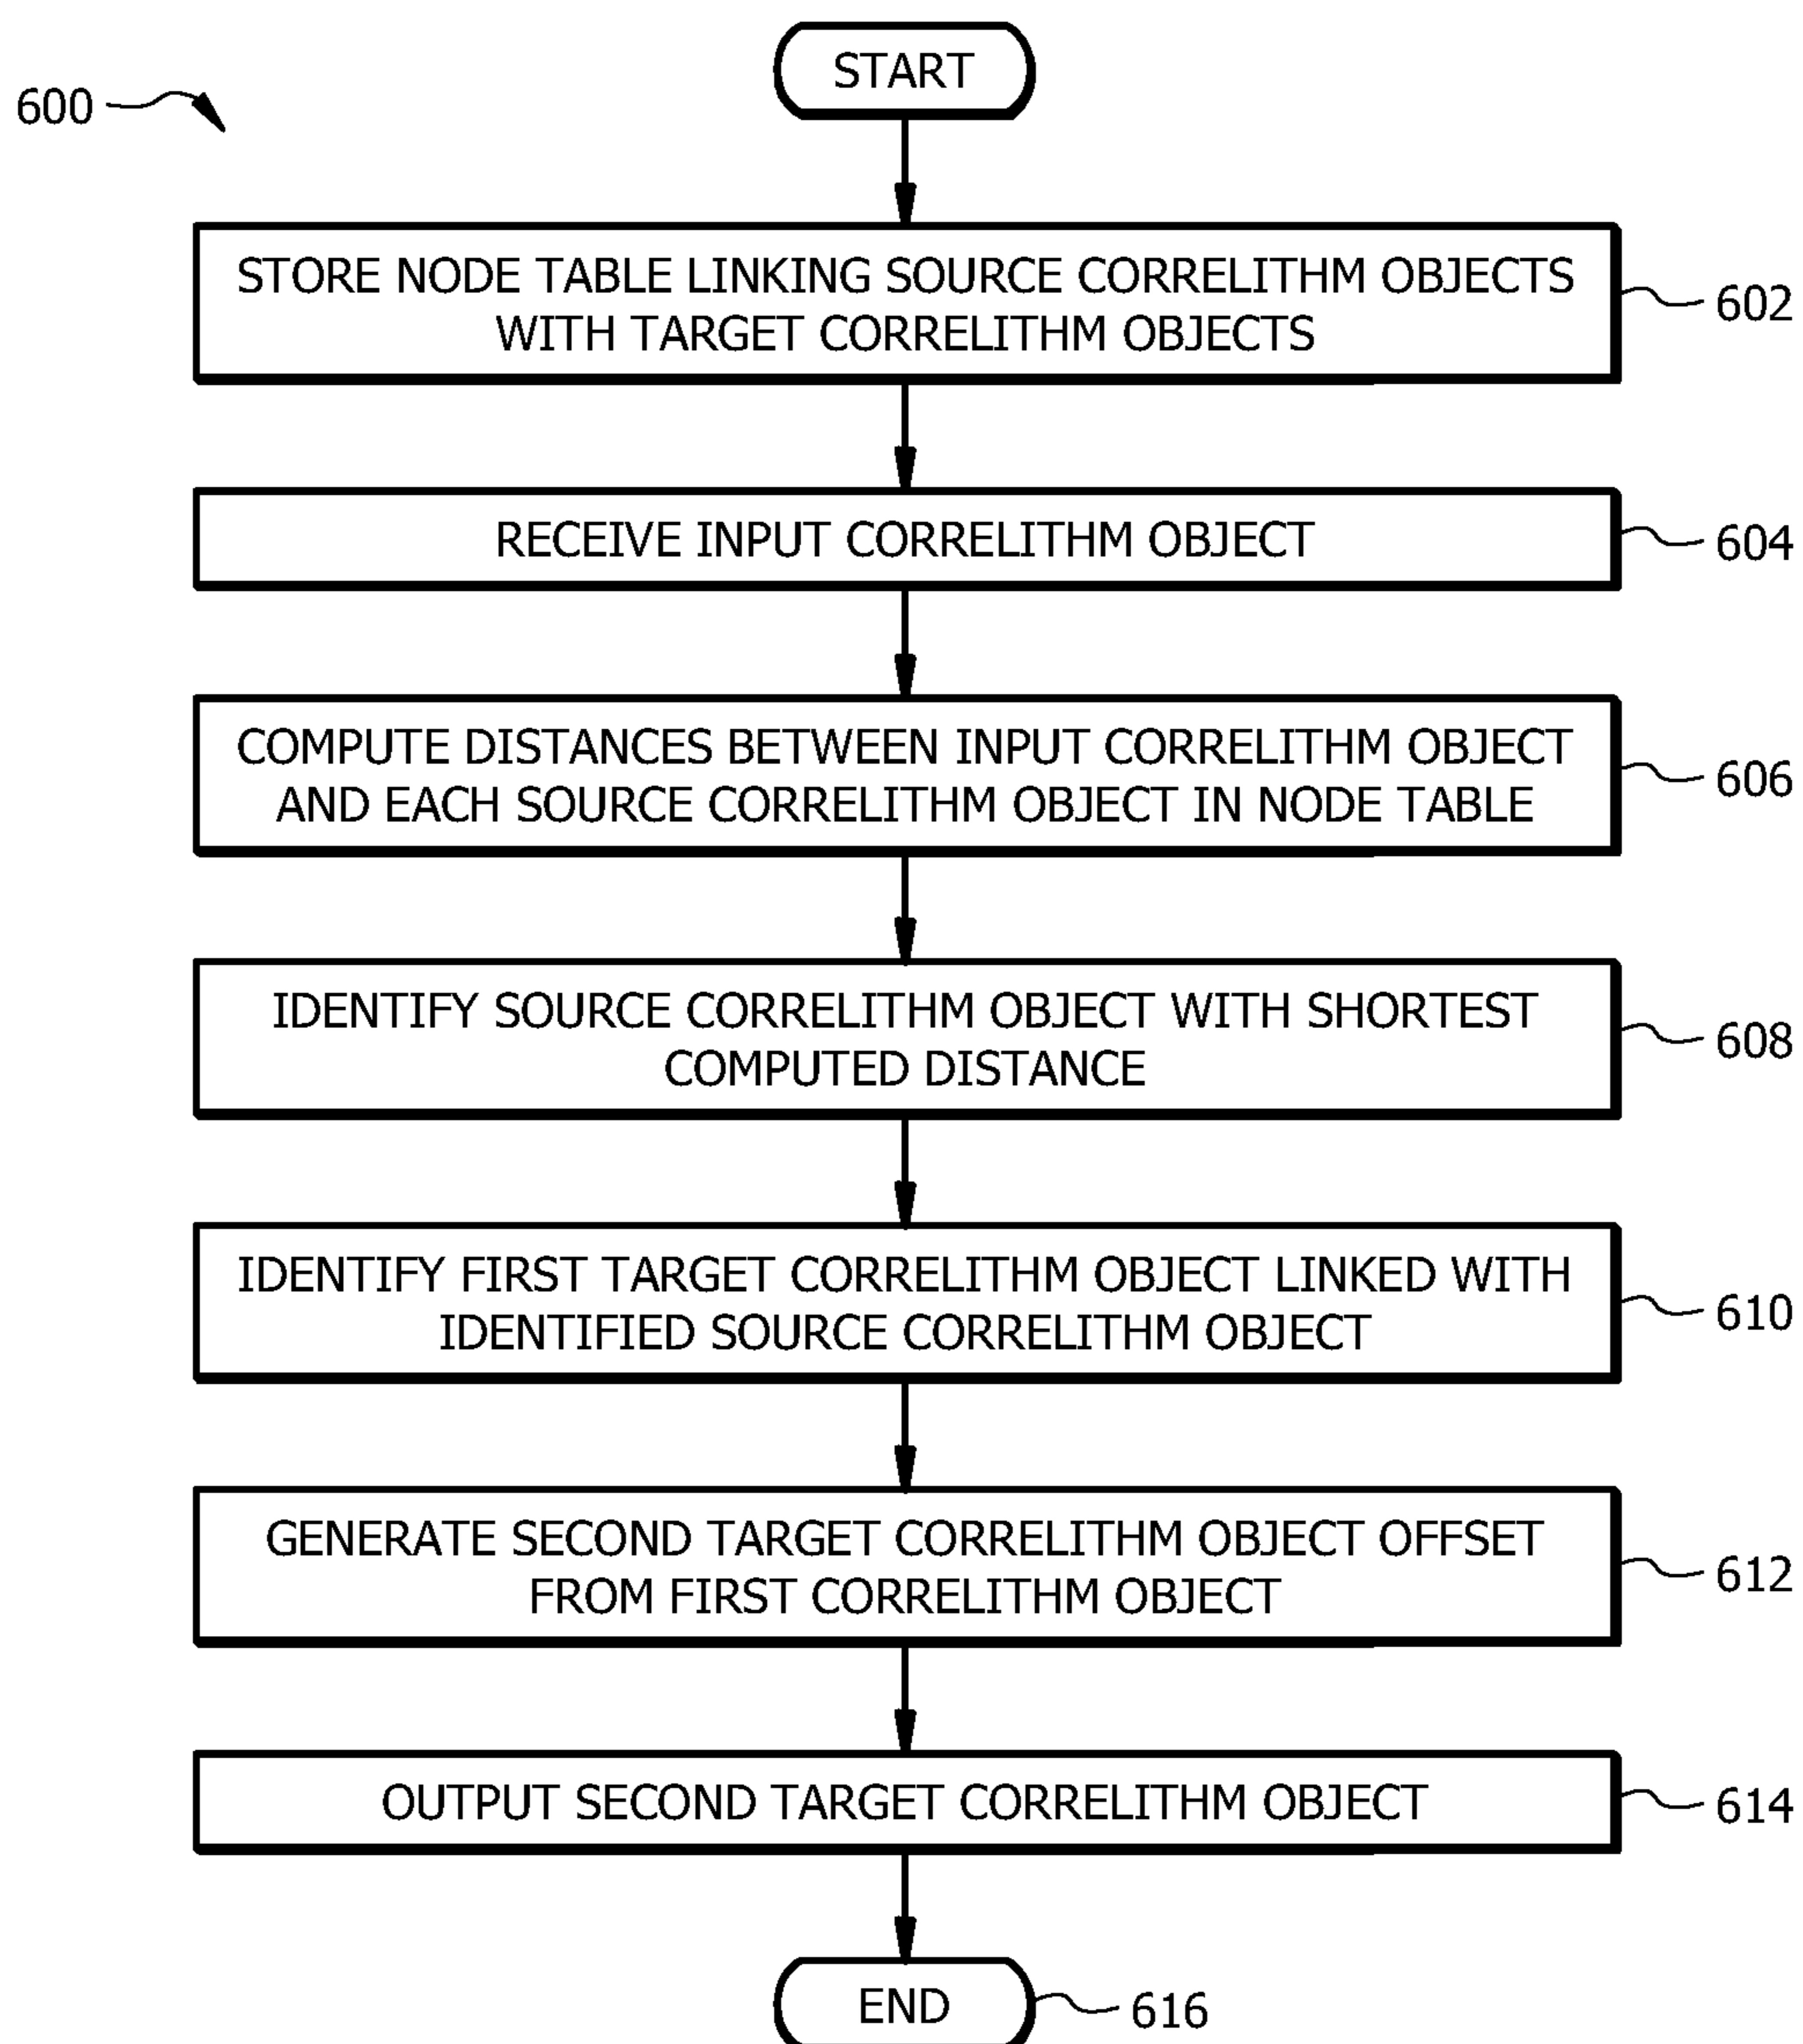 START
600
STORE NODE TABLE LINKING SOURCE CORRELITHM OBJECTS
WITH TARGET CORRELITHM OBJECTS
602
RECEIVE INPUT CORRELITHM OBJECT
604
COMPUTE DISTANCES BETWEEN INPUT CORRELITHM OBJECT
AND EACH SOURCE CORRELITHM OBJECT IN NODE TABLE
606
IDENTIFY SOURCE CORRELITHM OBJECT WITH SHORTEST
COMPUTED DISTANCE
608
IDENTIFY FIRST TARGET CORRELITHM OBJECT LINKED WITH
IDENTIFIED SOURCE CORRELITHM OBJECT
610
GENERATE SECOND TARGET CORRELITHM OBJECT OFFSET
FROM FIRST CORRELITHM OBJECT
612
OUTPUT SECOND TARGET CORRELITHM OBJECT
614
END
616